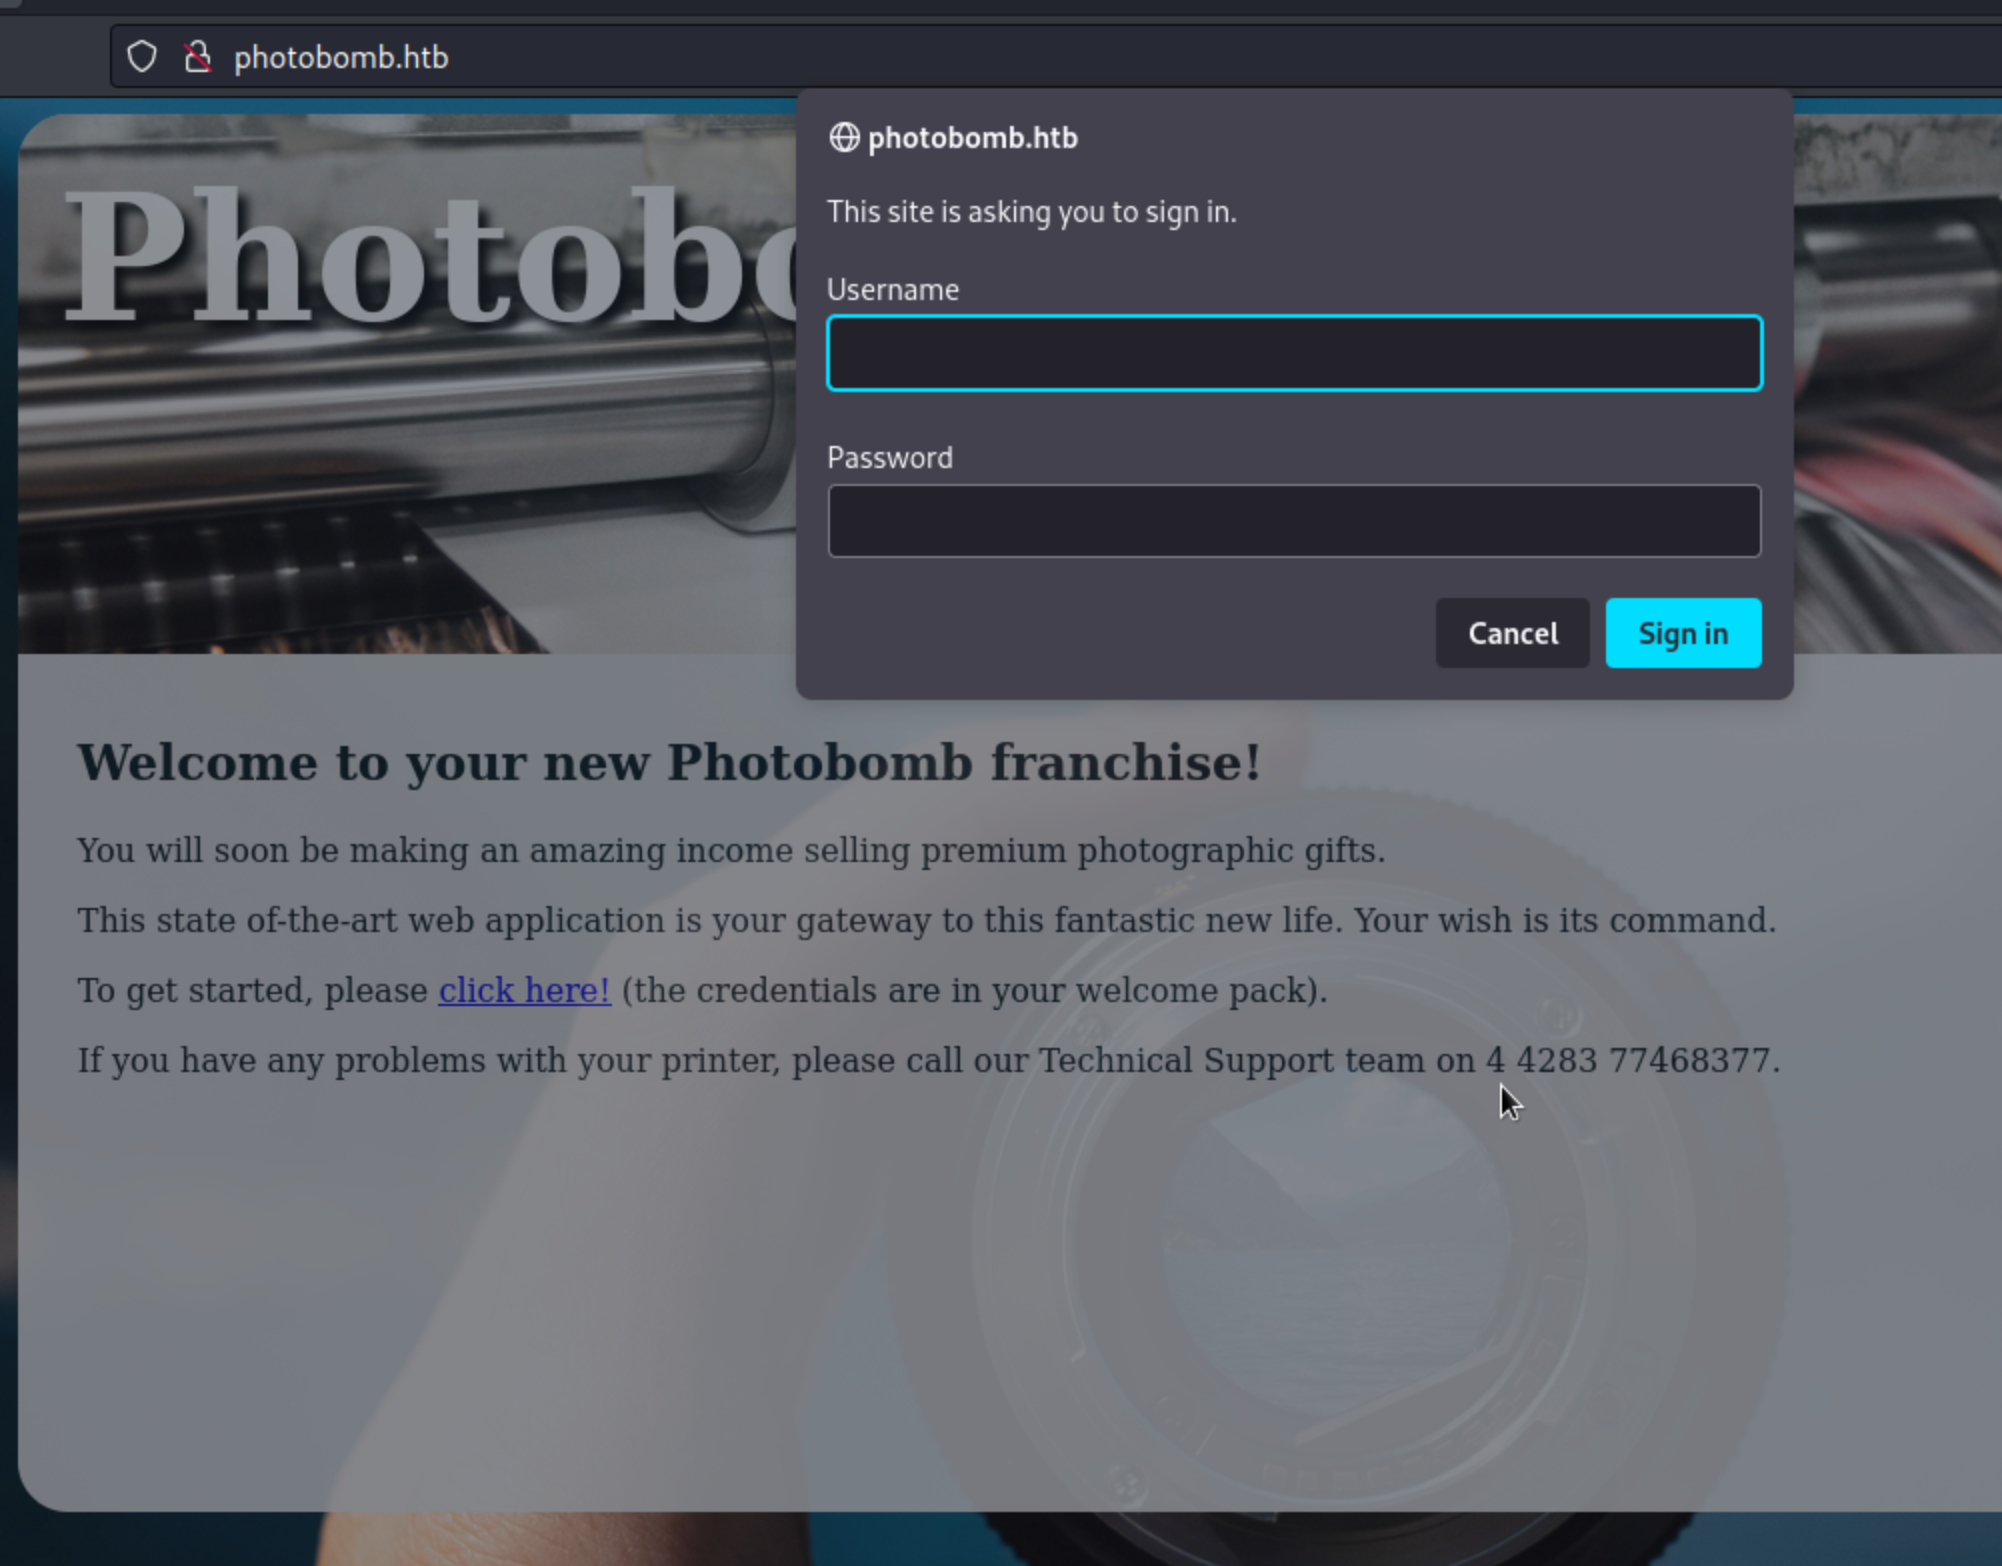 photobomb.htb
photobomb.htb
This site is asking you to sign in.
Username
Password
Cancel
Sign in
Welcome to your new Photobomb franchise!
You will soon be making an amazing income selling premium photographic gifts.
This state of-the-art web application is your gateway to this fantastic new life. Your wish is its command.
To get started, please click here! (the credentials are in your welcome pack).
If you have any problems with your printer, please call our Technical Support team on 4 4283 77468377.